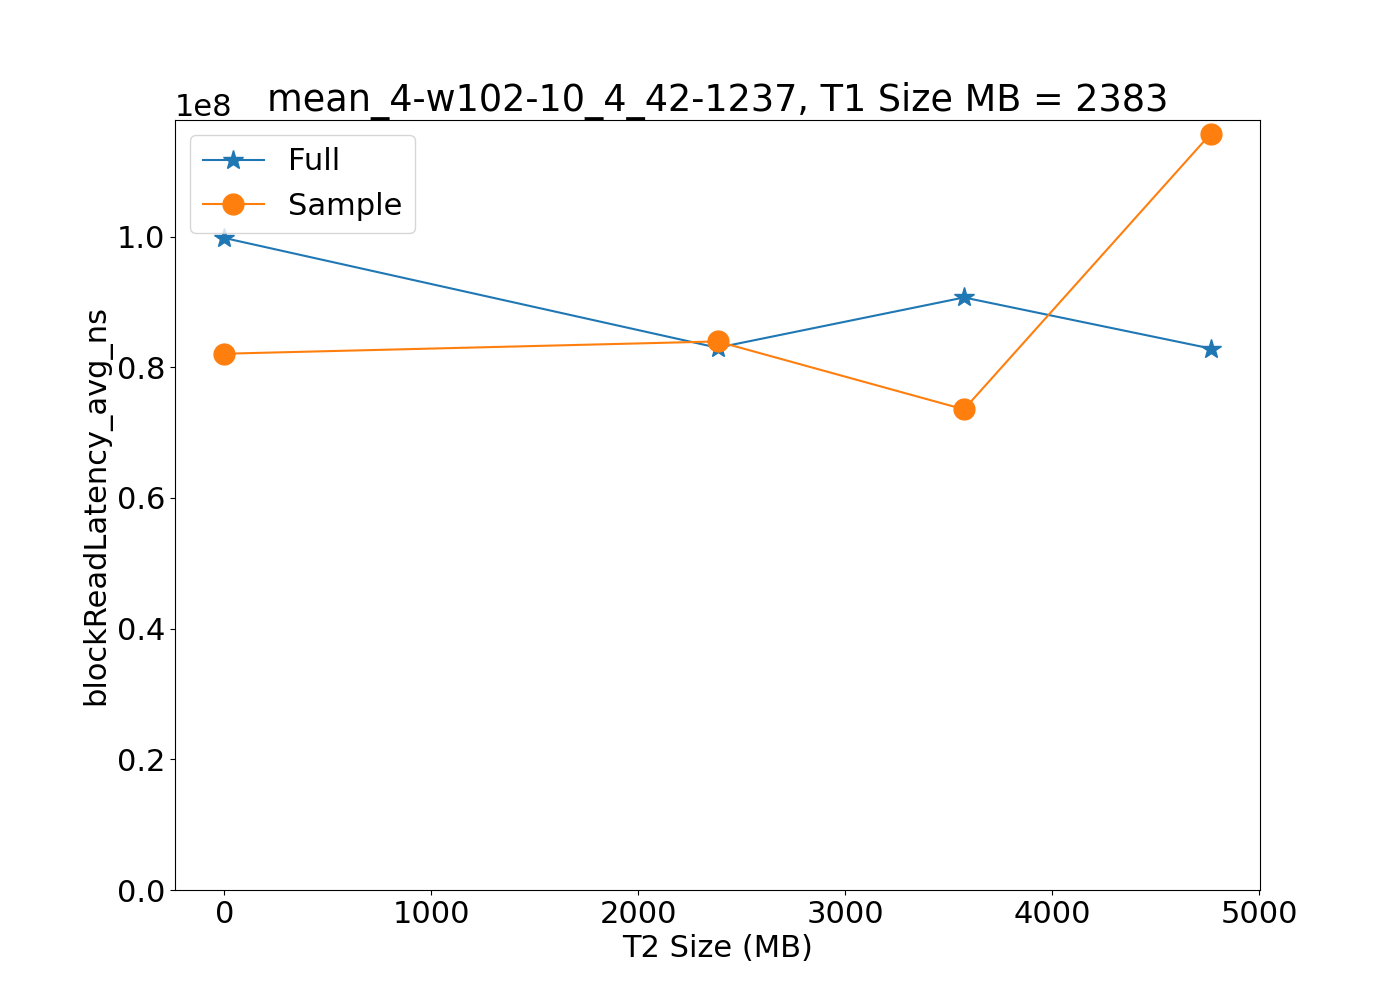 mean_4-w102-10_4_42-1237, T1 Size MB = 2383
1e8
Full
Sample
1.0
0.8
0.6
0.4
0.2
0.0
blockReadLatency_avg_ns
0 1000 2000 3000 4000 5000
T2 Size (MB)